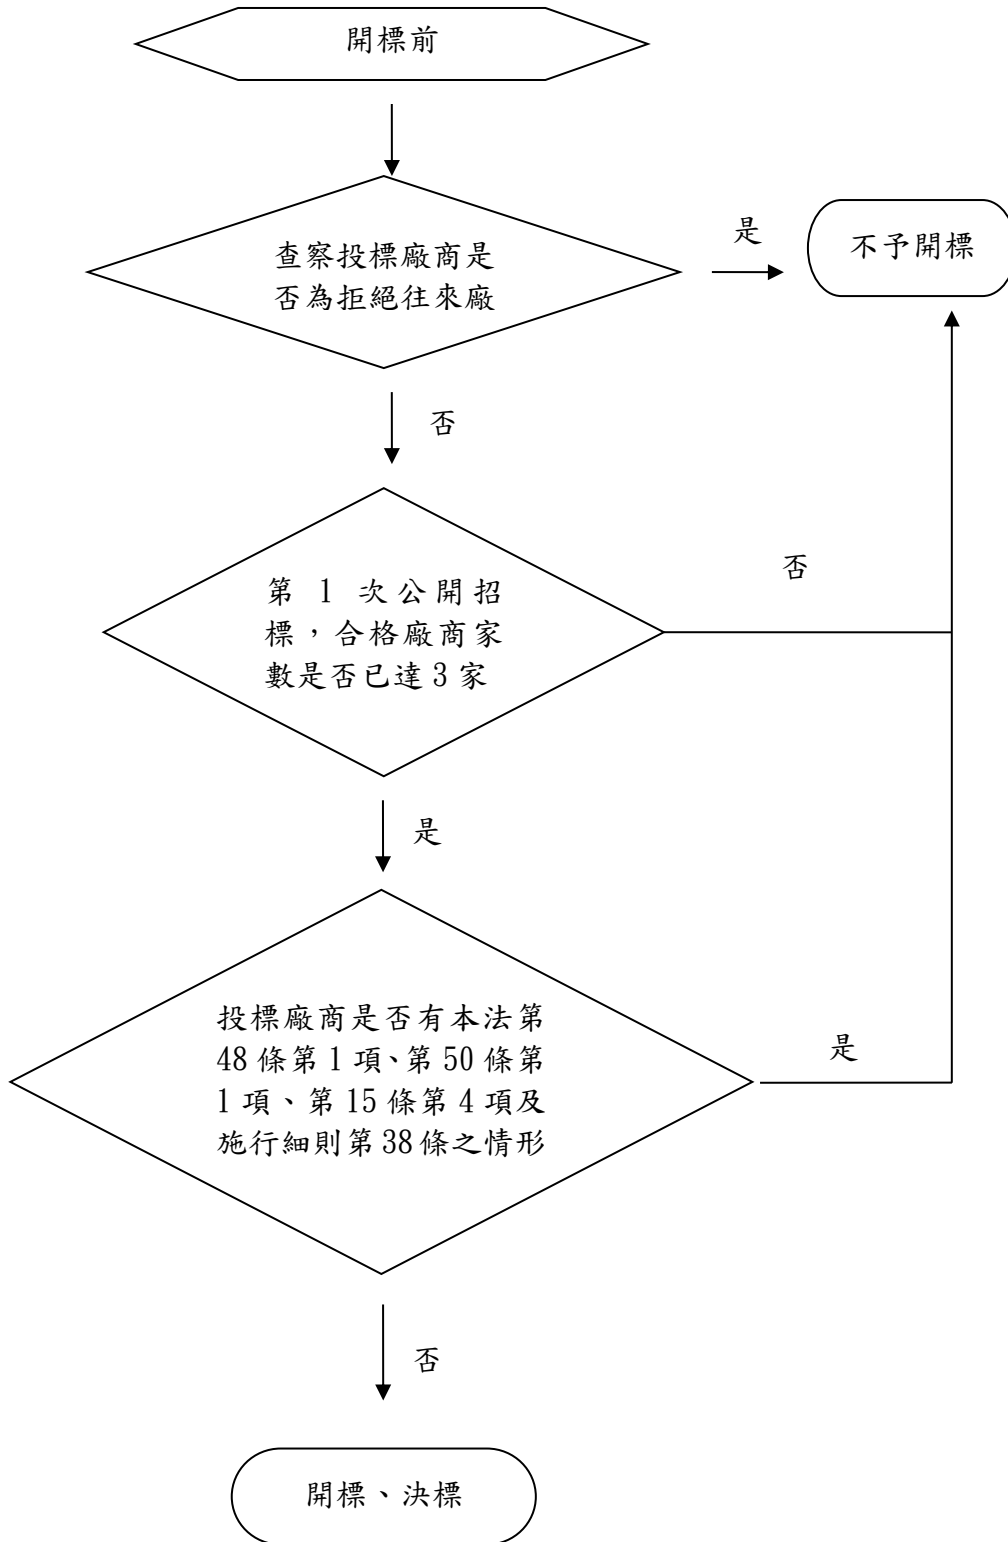 開標前
是
不予開標
查察投標廠商是
否為拒絕往來廠
否
否
第 1 次公開招
標，合格廠商家
數是否已達 3 家
是
投標廠商是否有本法第
48 條第 1 項、第 50 條第
1 項、第 15 條第 4 項及
施行細則第 38 條之情形
是
否
開標、決標